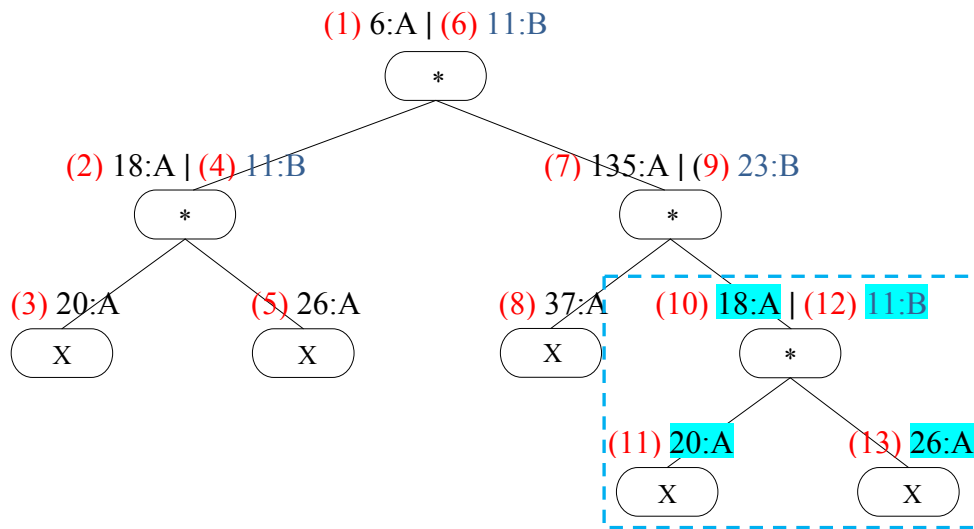 (1) 6:A | (6) 11:B
*
(2) 18:A | (4) 11:B (7) 135:A | (9) 23:B
* *
(3) 20:A (5) 26:A (8) 37:A (10) 18:A | (12) 11:B
X X X *
(11) 20:A (13) 26:A
X X